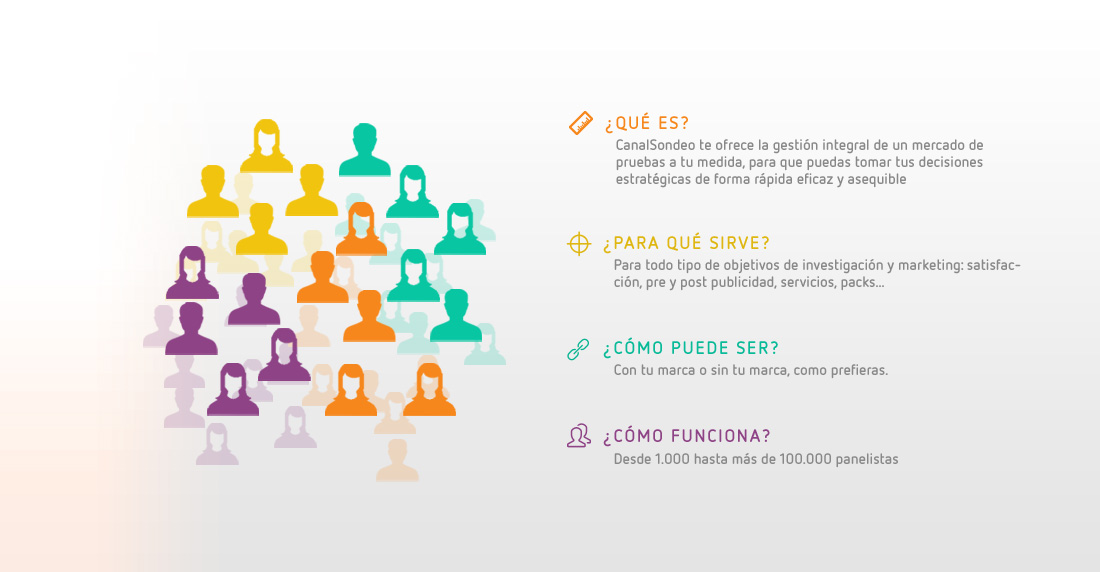 ¿QUÉ ES?
CanalSondeo te ofrece la gestión integral de un mercado de
pruebas a tu medida, para que puedas tomar tus decisiones
estratégicas de forma rápida eficaz y asequible
¿PARA QUÉ SIRVE?
Para todo tipo de objetivos de investigación y marketing: satisfac-
ción, pre y post publicidad, servicios, packs...
¿CÓMO PUEDE SER?
Con tu marca o sin tu marca, como prefieras.
¿CÓMO FUNCIONA?
Desde 1.000 hasta más de 100.000 panelistas